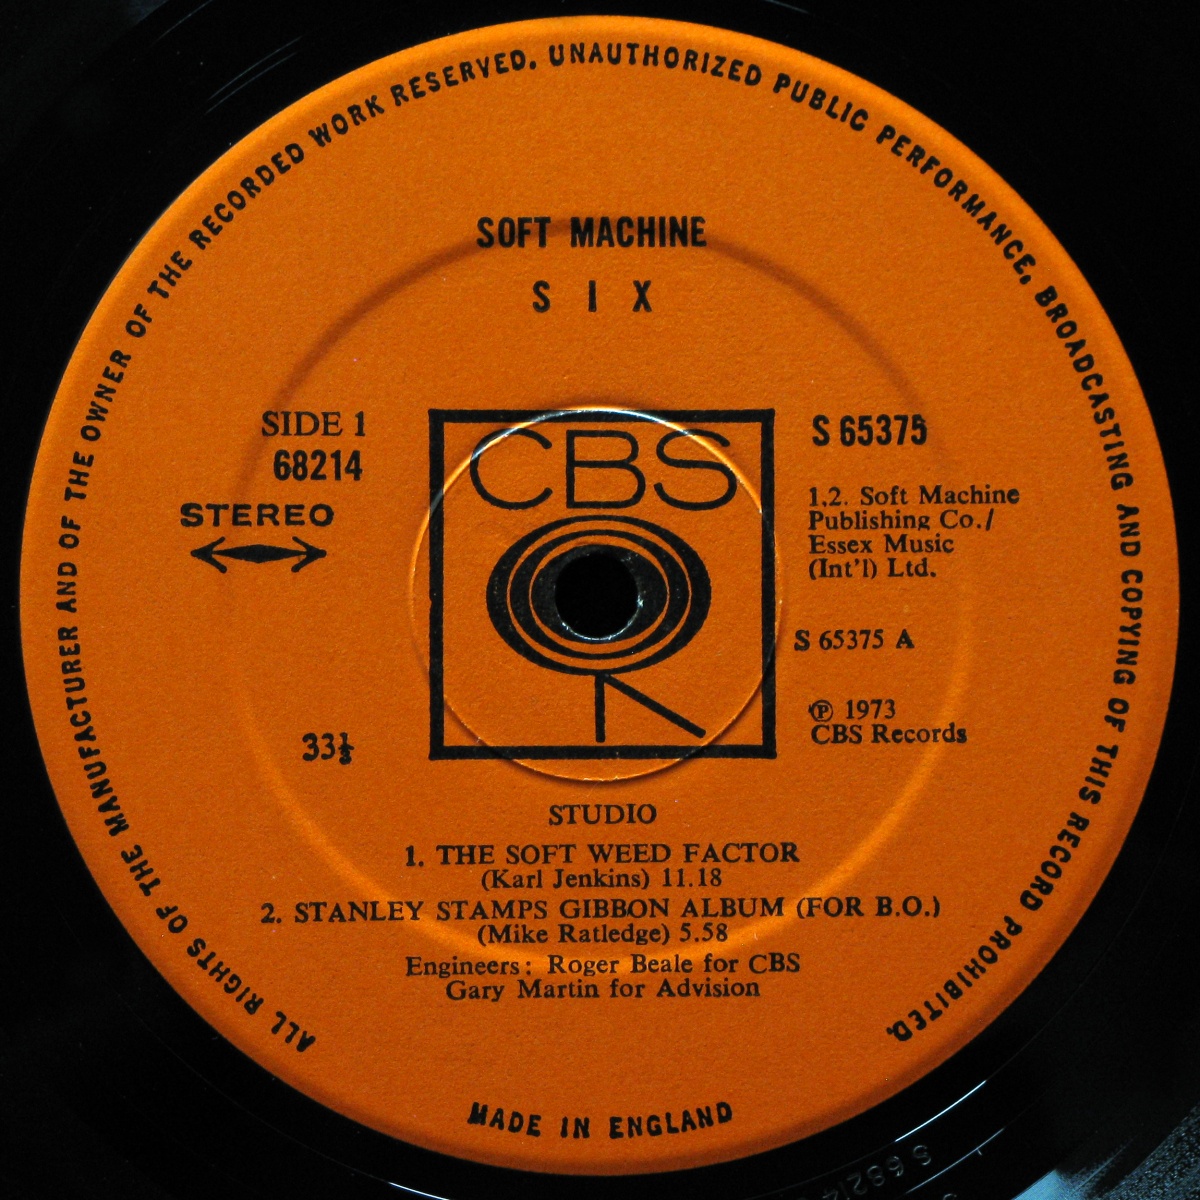 ALL RIGHTS OF THE MANUFACTURER AND OF THE OWNER OF THE RECORDED WORK RESERVED. UNAUTHORIZED PUBLIC PERFORMANCE, BROADCASTING AND COPYING OF THIS RECORD PROHIBITED.
SOFT MACHINE
SIX
SIDE 1
68214
STEREO
33⅓
CBS
S 65375
1.2. Soft Machine
Publishing Co./
Essex Music
(Int'l) Ltd.
S 65375 A
℗ 1973
CBS Records
STUDIO
1. THE SOFT WEED FACTOR
(Karl Jenkins) 11.18
2. STANLEY STAMPS GIBBON ALBUM (FOR B.O.)
(Mike Ratledge) 5.58
Engineers: Roger Beale for CBS
Gary Martin for Advision
MADE IN ENGLAND